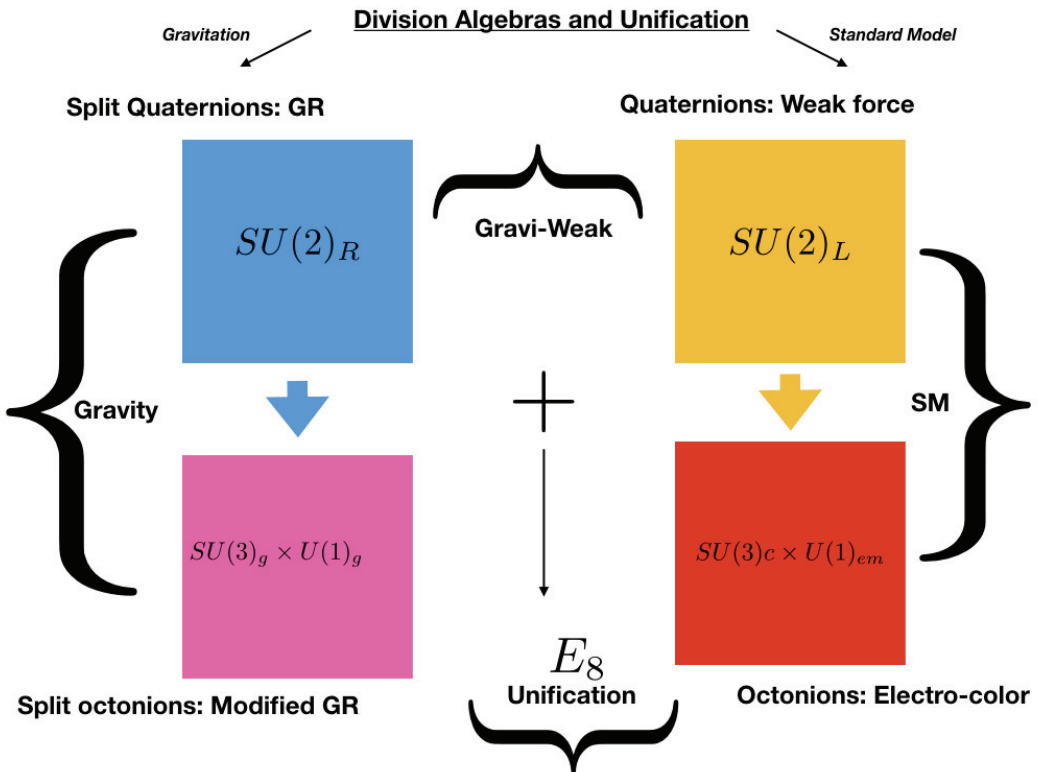 Division Algebras and Unification
Gravitation
Standard Model
Split Quaternions: GR
Quaternions: Weak force
SU(2)_R
Gravi-Weak
SU(2)_L
Gravity
+
SM
SU(3)_g × U(1)_g
SU(3)c × U(1)_{em}
E_8
Unification
Split octonions: Modified GR
Octonions: Electro-color